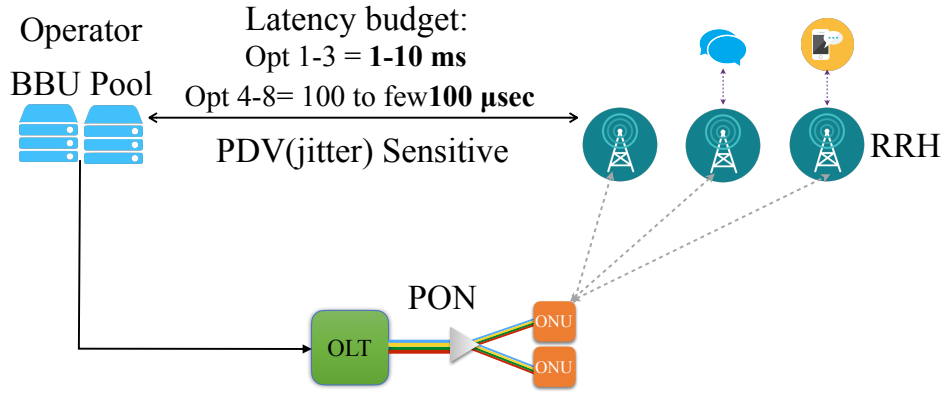 Operator
BBU Pool
Latency budget:
Opt 1-3 = 1-10 ms
Opt 4-8= 100 to few100 μsec
PDV(jitter) Sensitive
RRH
PON
OLT
ONU
ONU